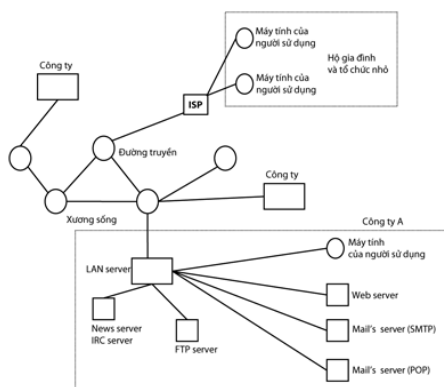 Công ty
Máy tính của
người sử dụng
Máy tính của
người sử dụng
Hộ gia đình
và tổ chức nhỏ
ISP
Đường truyền
Công ty
Xương sống
Công ty A
LAN server
Máy tính
của người sử dụng
Web server
News server
IRC server
FTP server
Mail's server (SMTP)
Mail's server (POP)